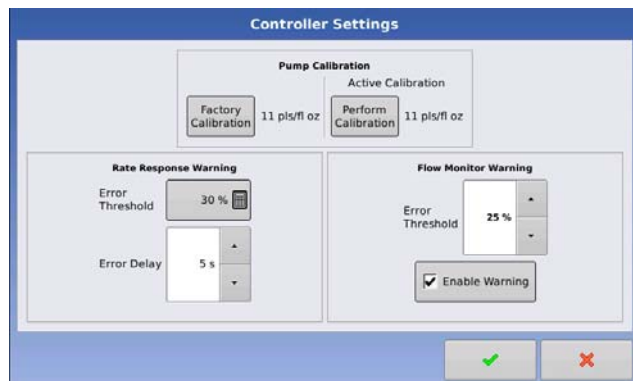 Controller Settings
Pump Calibration
Active Calibration
Factory
Calibration
11 pls/fl oz
Perform
Calibration
11 pls/fl oz
Rate Response Warning
Error
Threshold
30 %
Error Delay
5 s
Flow Monitor Warning
Error
Threshold
25 %
Enable Warning